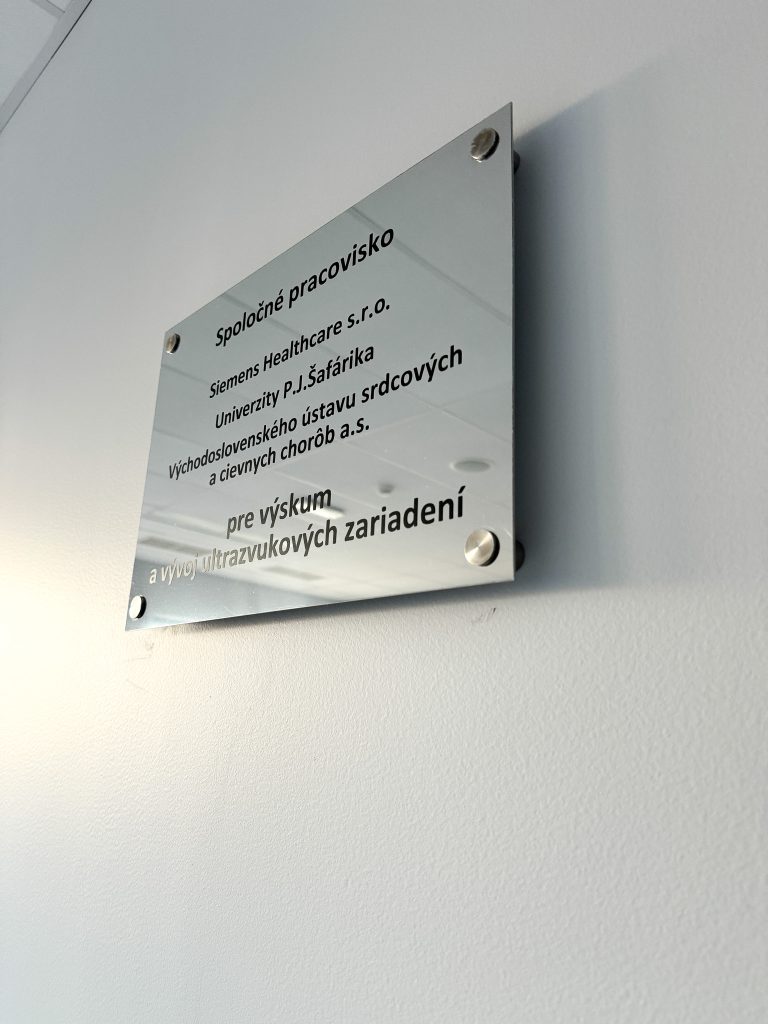 Spoločné pracovisko
Siemens Healthcare s.r.o.
Univerzity P.J.Šafárika
Východoslovenského ústavu srdcových
a cievnych chorôb a.s.
pre výskum
a vývoj ultrazvukových zariadení